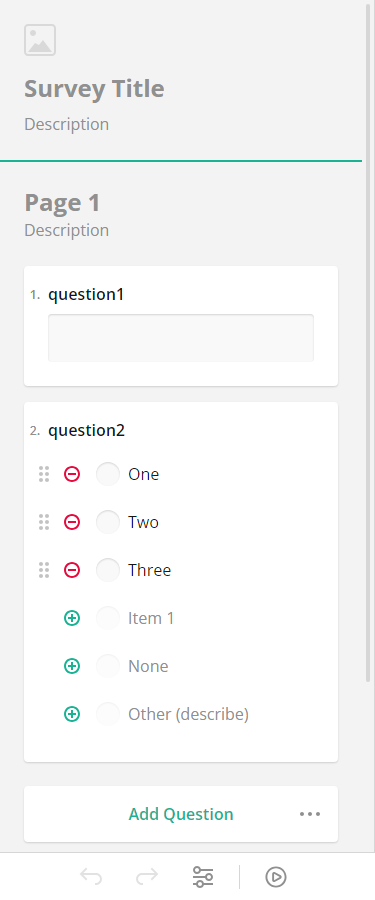 Survey Title
Description
Page 1
Description
1. question1
2. question2
One
Two
Three
Item 1
None
Other (describe)
Add Question